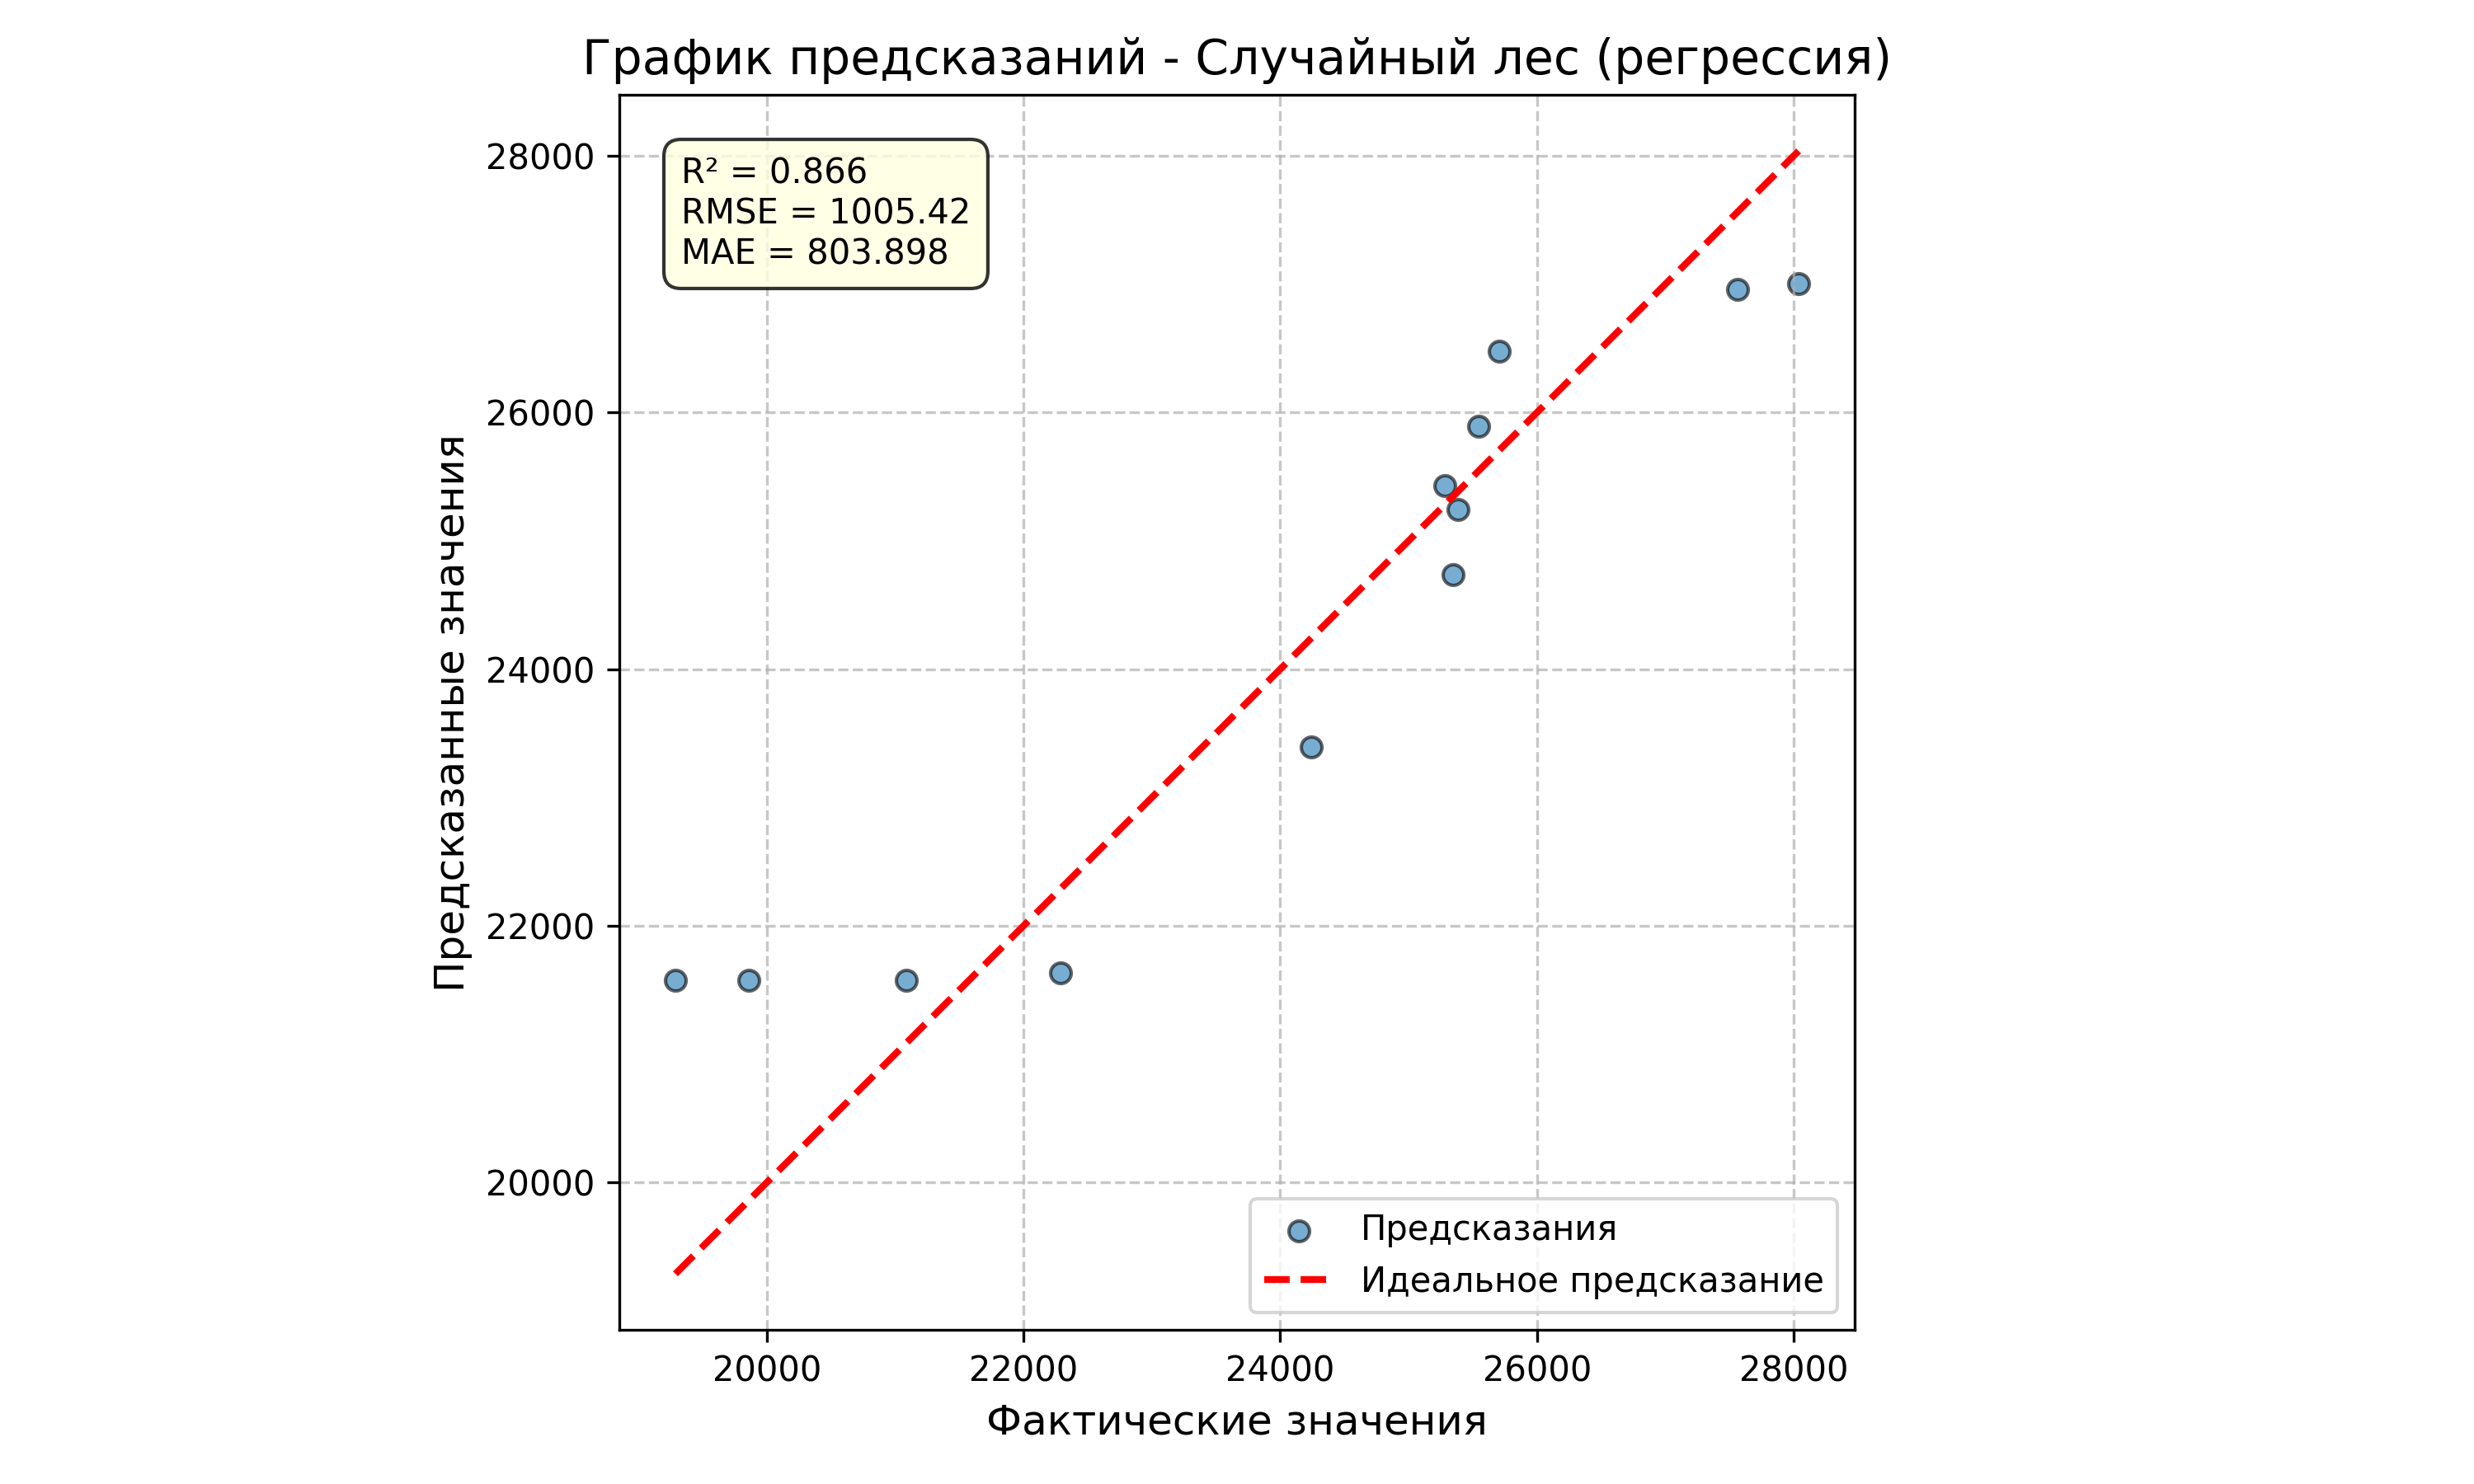 График предсказаний - Случайный лес (регрессия)
R² = 0.866
RMSE = 1005.42
MAE = 803.898
28000
26000
24000
22000
20000
Предсказанные значения
Предсказания
Идеальное предсказание
20000 22000 24000 26000 28000
Фактические значения